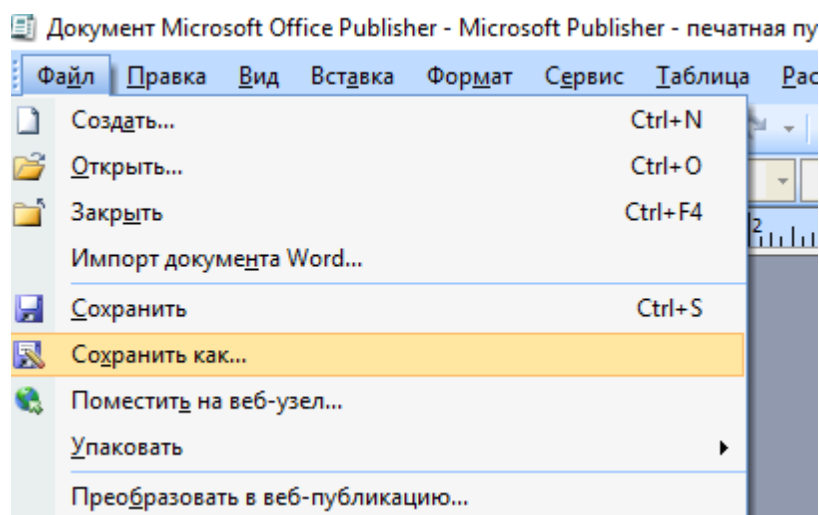 Документ Microsoft Office Publisher - Microsoft Publisher - печатная пу
Файл Правка Вид Вставка Формат Сервис Таблица Рас
Создать... Ctrl+N
Открыть... Ctrl+O
Закрыть Ctrl+F4
2
Импорт документа Word...
Сохранить Ctrl+S
Сохранить как...
Поместить на веб-узел...
Упаковать
Преобразовать в веб-публикацию...